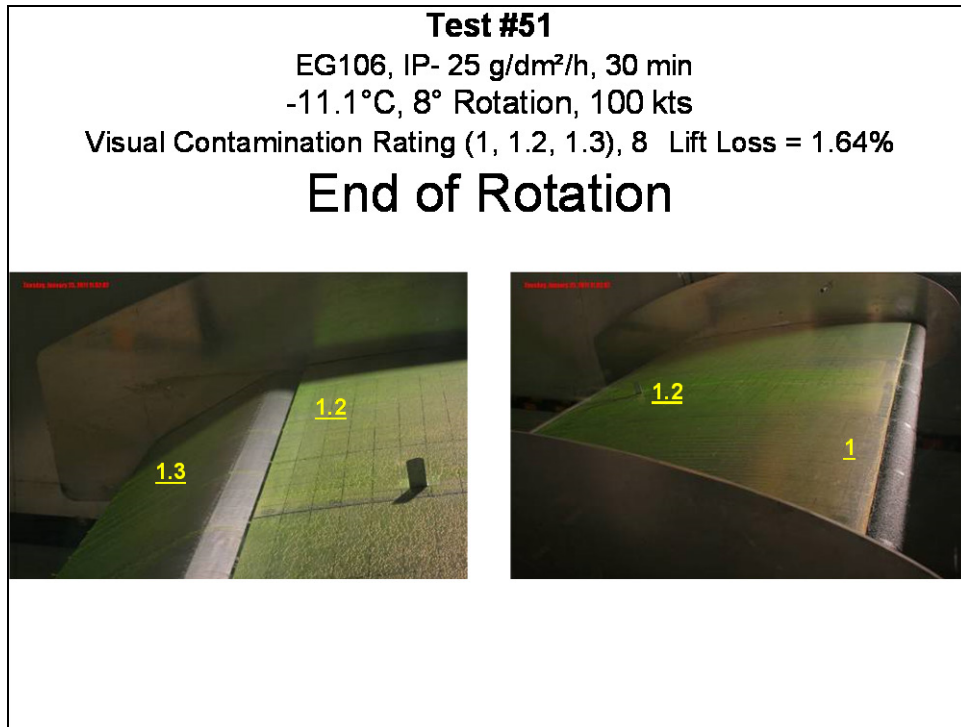 Test #51
EG106, IP- 25 g/dm²/h, 30 min
-11.1°C, 8° Rotation, 100 kts
Visual Contamination Rating (1, 1.2, 1.3), 8 Lift Loss = 1.64%
End of Rotation
1.2
1.3
1.2
1